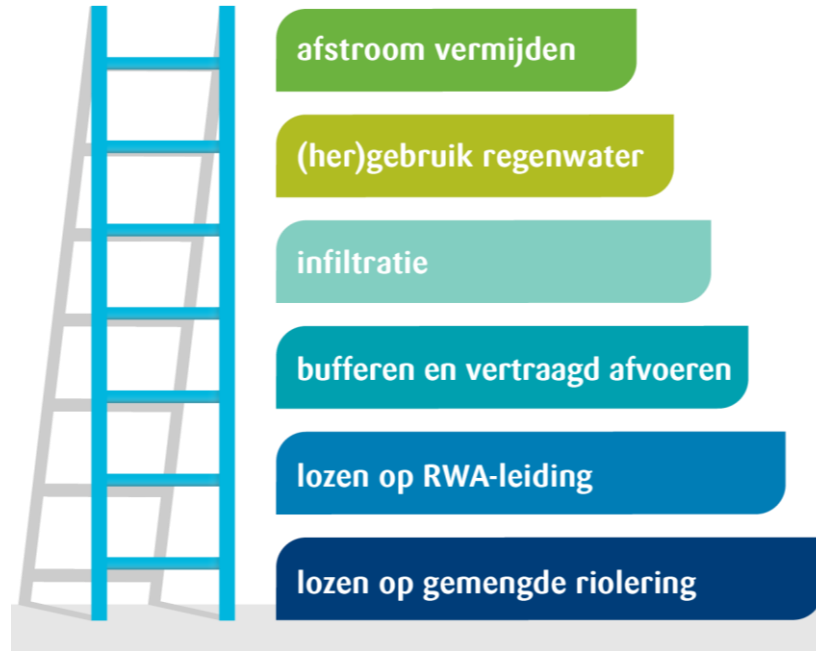 afstroom vermijden
(her)gebruik regenwater
infiltratie
bufferen en vertraagd afvoeren
lozen op RWA-leiding
lozen op gemengde riolering